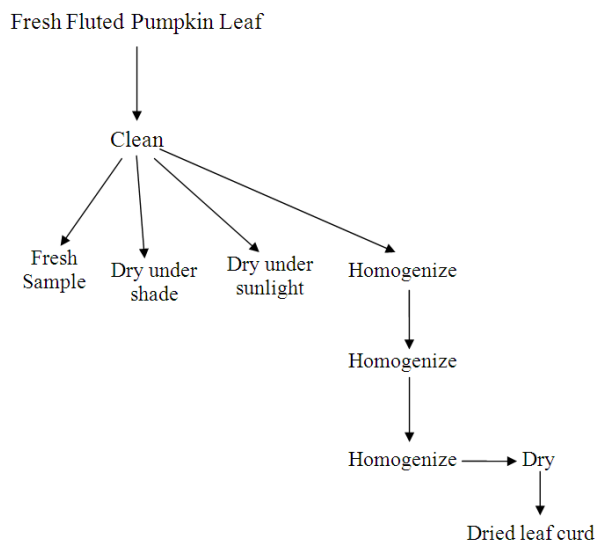 Fresh Fluted Pumpkin Leaf
Clean
Fresh
Sample
Dry under
shade
Dry under
sunlight
Homogenize
Homogenize
Homogenize
Dry
Dried leaf curd